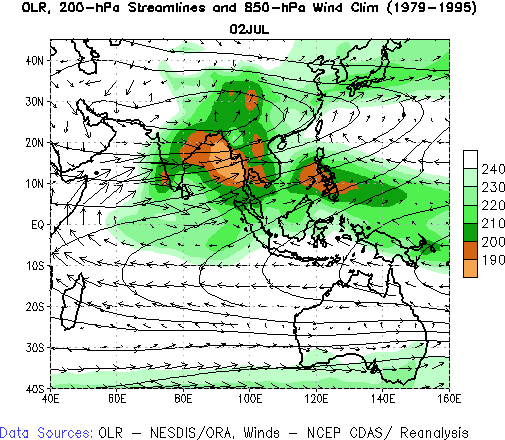 OLR, 200-hPa Streamlines and 850-hPa Wind Clim (1979-1995)
02JUL
40N
30N
20N
10N
EQ
10S
20S
30S
40S
40E 60E 80E 100E 120E 140E 160E
240
230
220
210
200
190
Data Sources: OLR - NESDIS/ORA, Winds - NCEP CDAS/ Reanalysis